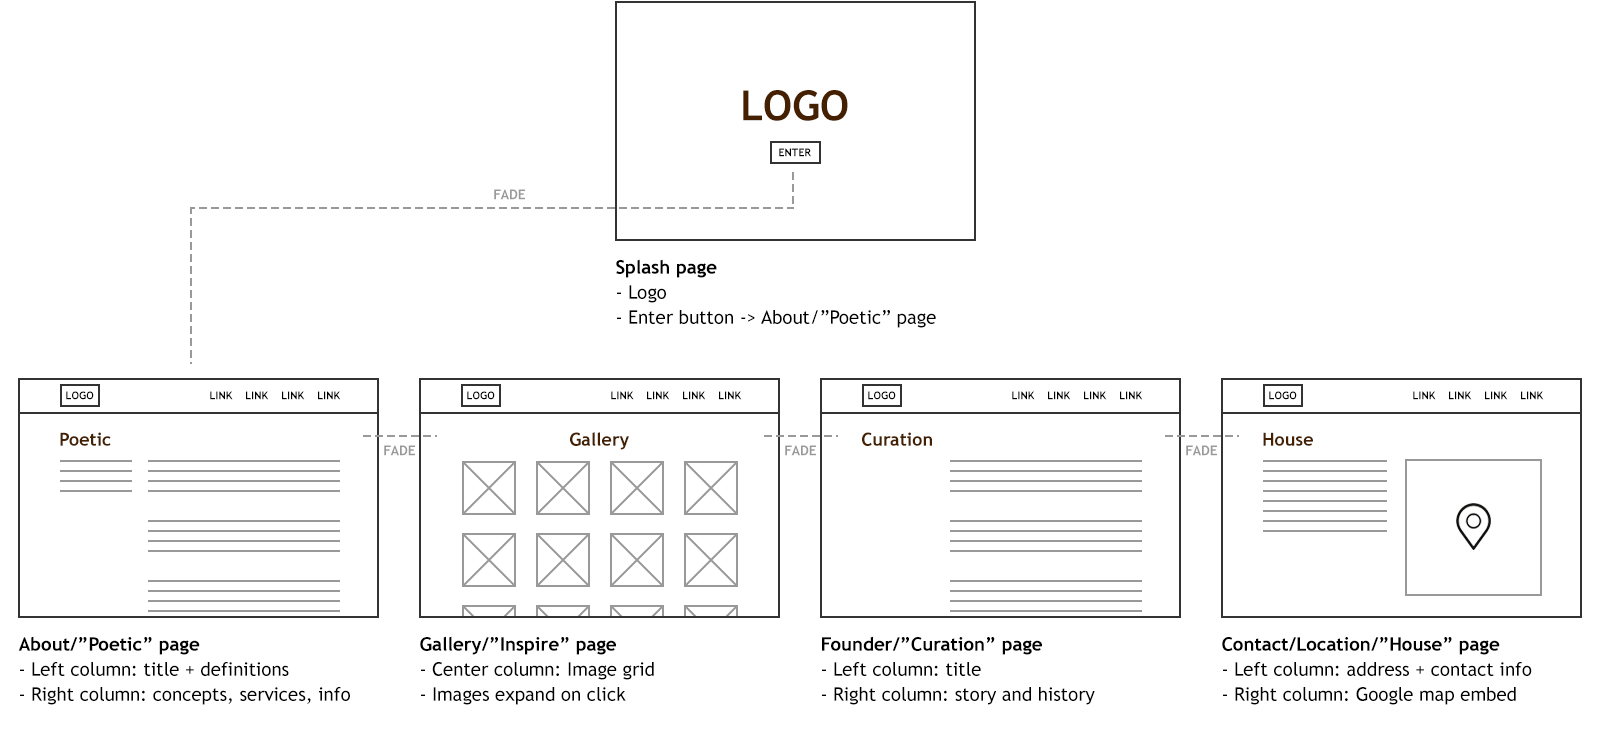 LOGO
ENTER
FADE
Splash page
- Logo
- Enter button -> About/”Poetic” page
LOGO LINK LINK LINK LINK
Poetic
FADE
About/”Poetic” page
- Left column: title + definitions
- Right column: concepts, services, info
LOGO LINK LINK LINK LINK
Gallery
FADE
Gallery/”Inspire” page
- Center column: Image grid
- Images expand on click
LOGO LINK LINK LINK LINK
Curation
FADE
Founder/”Curation” page
- Left column: title
- Right column: story and history
LOGO LINK LINK LINK LINK
House
Contact/Location/”House” page
- Left column: address + contact info
- Right column: Google map embed